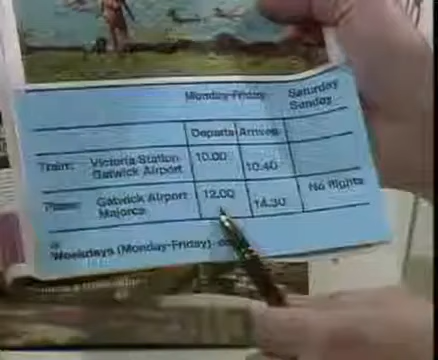 Monday-Friday Saturday
Sunday
Departs Arrives
Train: Victoria Station 10.00
Gatwick Airport 10.40
Plane: Gatwick Airport 12.00 No flights
Majorca 14.30
Weekdays (Monday-Friday)